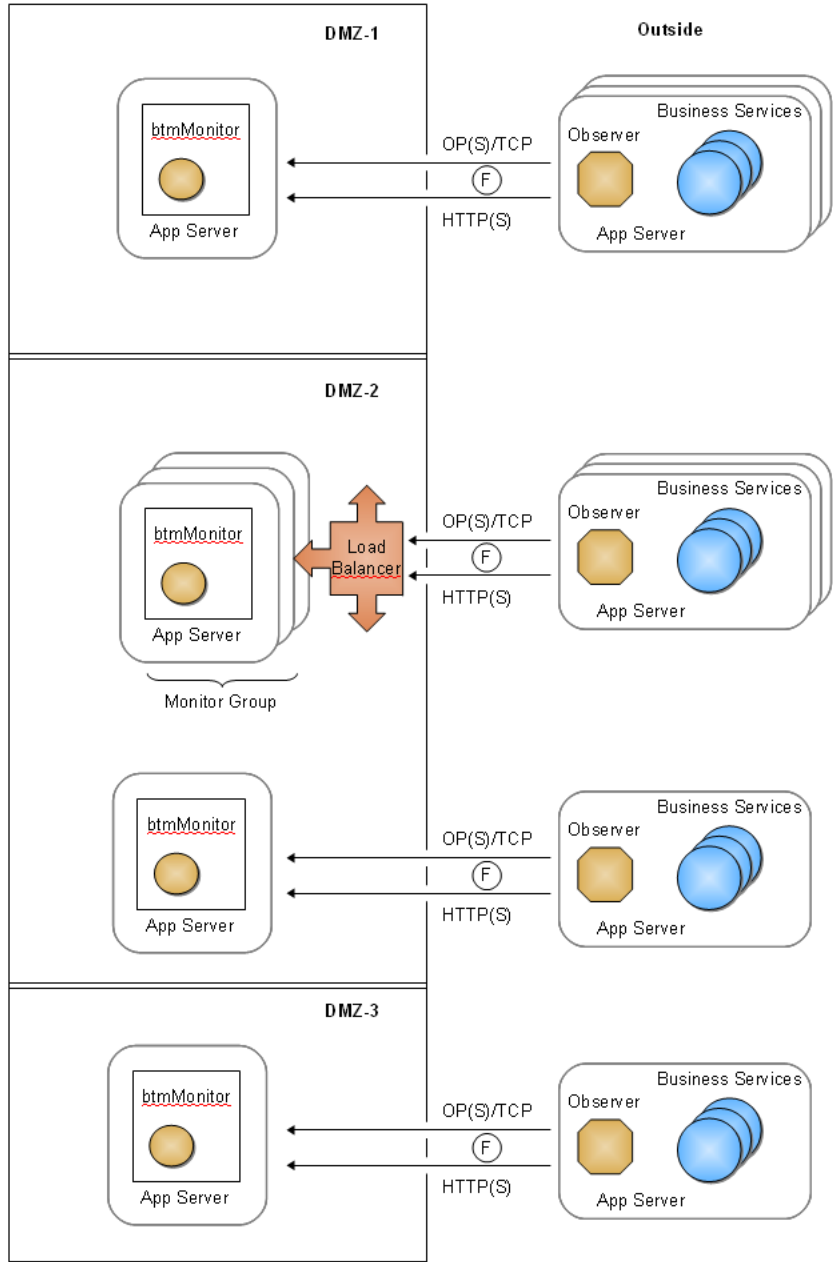 DMZ-1
Outside
btmMonitor
App Server
OP(S)/TCP
F
HTTP(S)
Business Services
Observer
App Server
DMZ-2
btmMonitor
App Server
Monitor Group
Load
Balancer
OP(S)/TCP
F
HTTP(S)
Business Services
Observer
App Server
btmMonitor
App Server
OP(S)/TCP
F
HTTP(S)
Business Services
Observer
App Server
DMZ-3
btmMonitor
App Server
OP(S)/TCP
F
HTTP(S)
Business Services
Observer
App Server